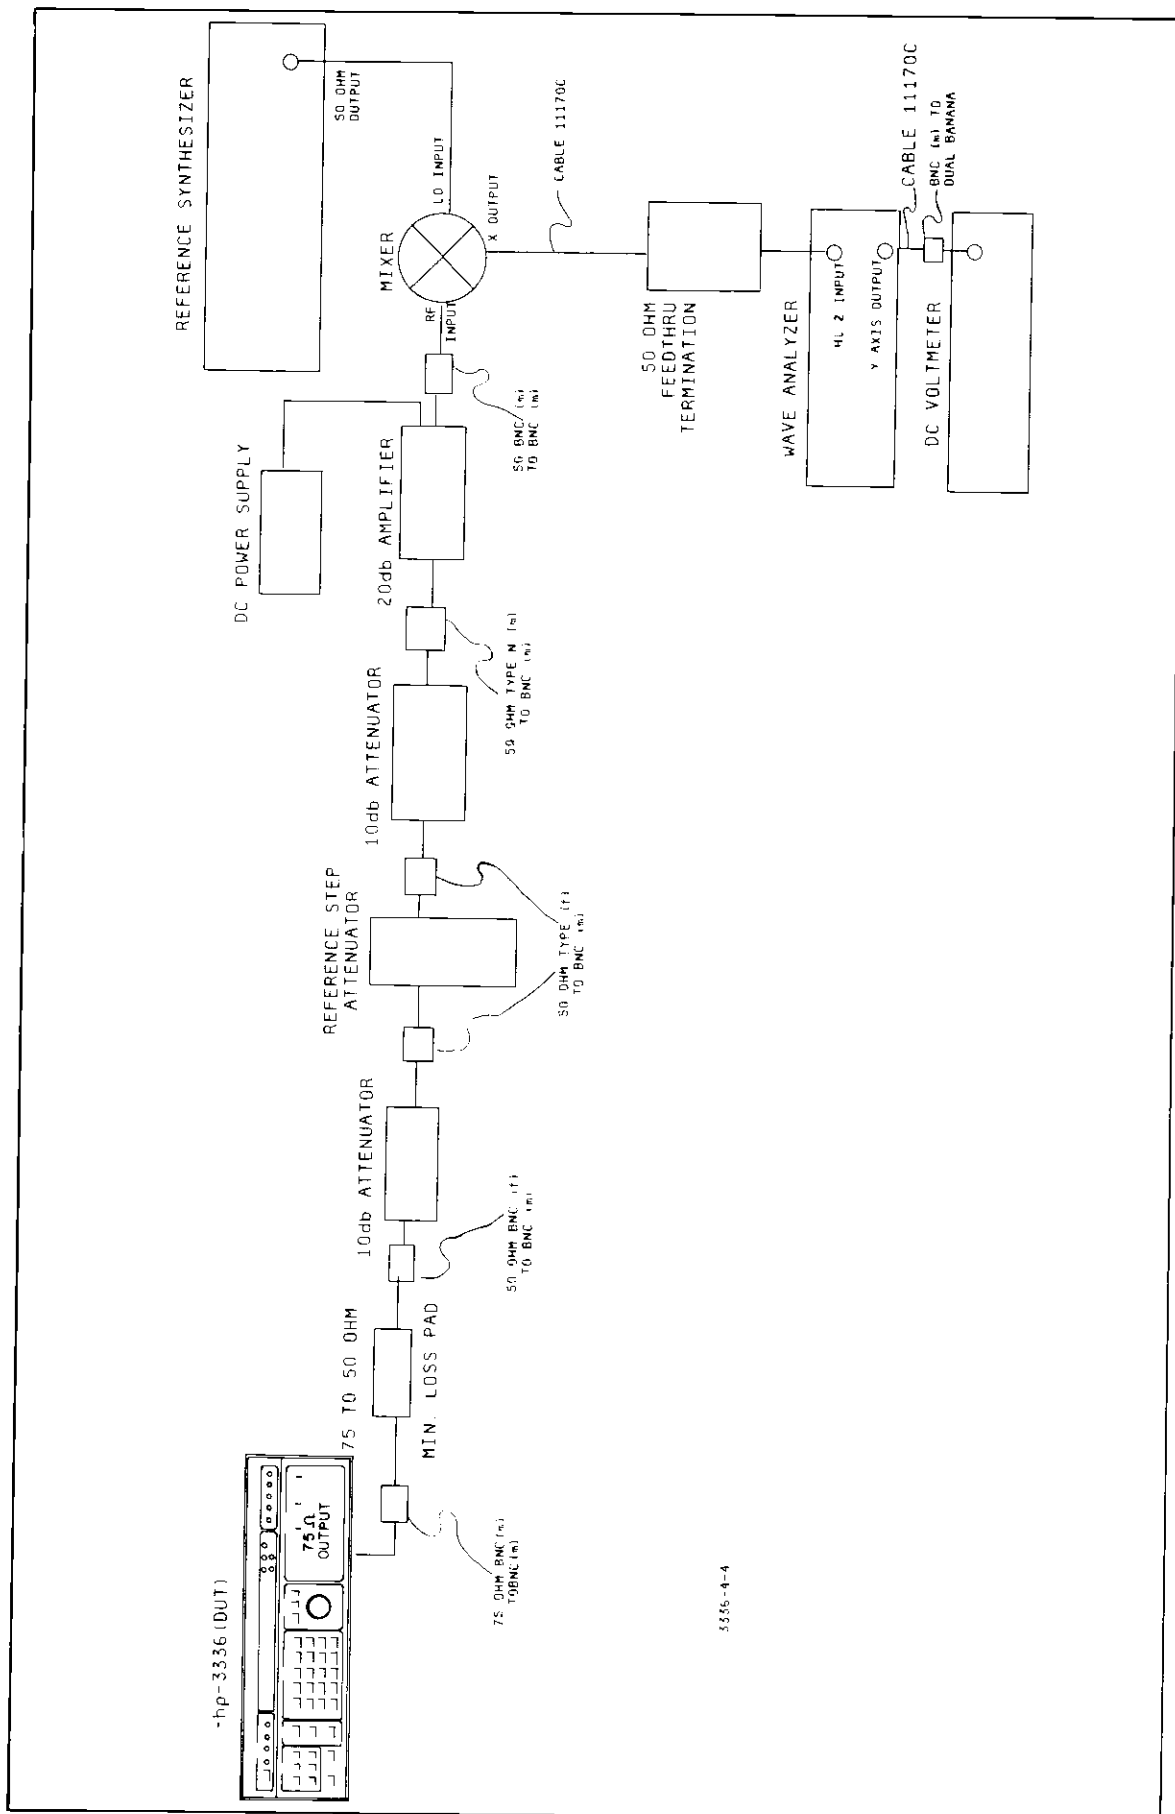 -hp-3336(DUT)
75 Ω
OUTPUT
75 OHM BNC(m)
TOBNC(m)
75 TO 50 OHM
MIN. LOSS PAD
50 OHM BNC (f)
TO BNC (m)
10db ATTENUATOR
REFERENCE STEP
ATTENUATOR
50 OHM TYPE (f)
TO BNC (m)
10db ATTENUATOR
50 OHM TYPE N (m)
TO BNC (m)
20db AMPLIFIER
DC POWER SUPPLY
50 BNC (m)
TO BNC (m)
MIXER
RF
INPUT
LO INPUT
X OUTPUT
REFERENCE SYNTHESIZER
50 OHM
OUTPUT
CABLE 11170C
50 OHM
FEEDTHRU
TERMINATION
WAVE ANALYZER
2 INPUT
Y AXIS OUTPUT
CABLE 11170C
BNC (m) TO
DUAL BANANA
DC VOLTMETER
3336-4-4